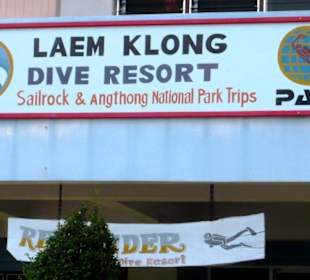 LAEM KLONG
DIVE RESORT
Sailrock & Angthong National Park Trips
PA
Dive Resort